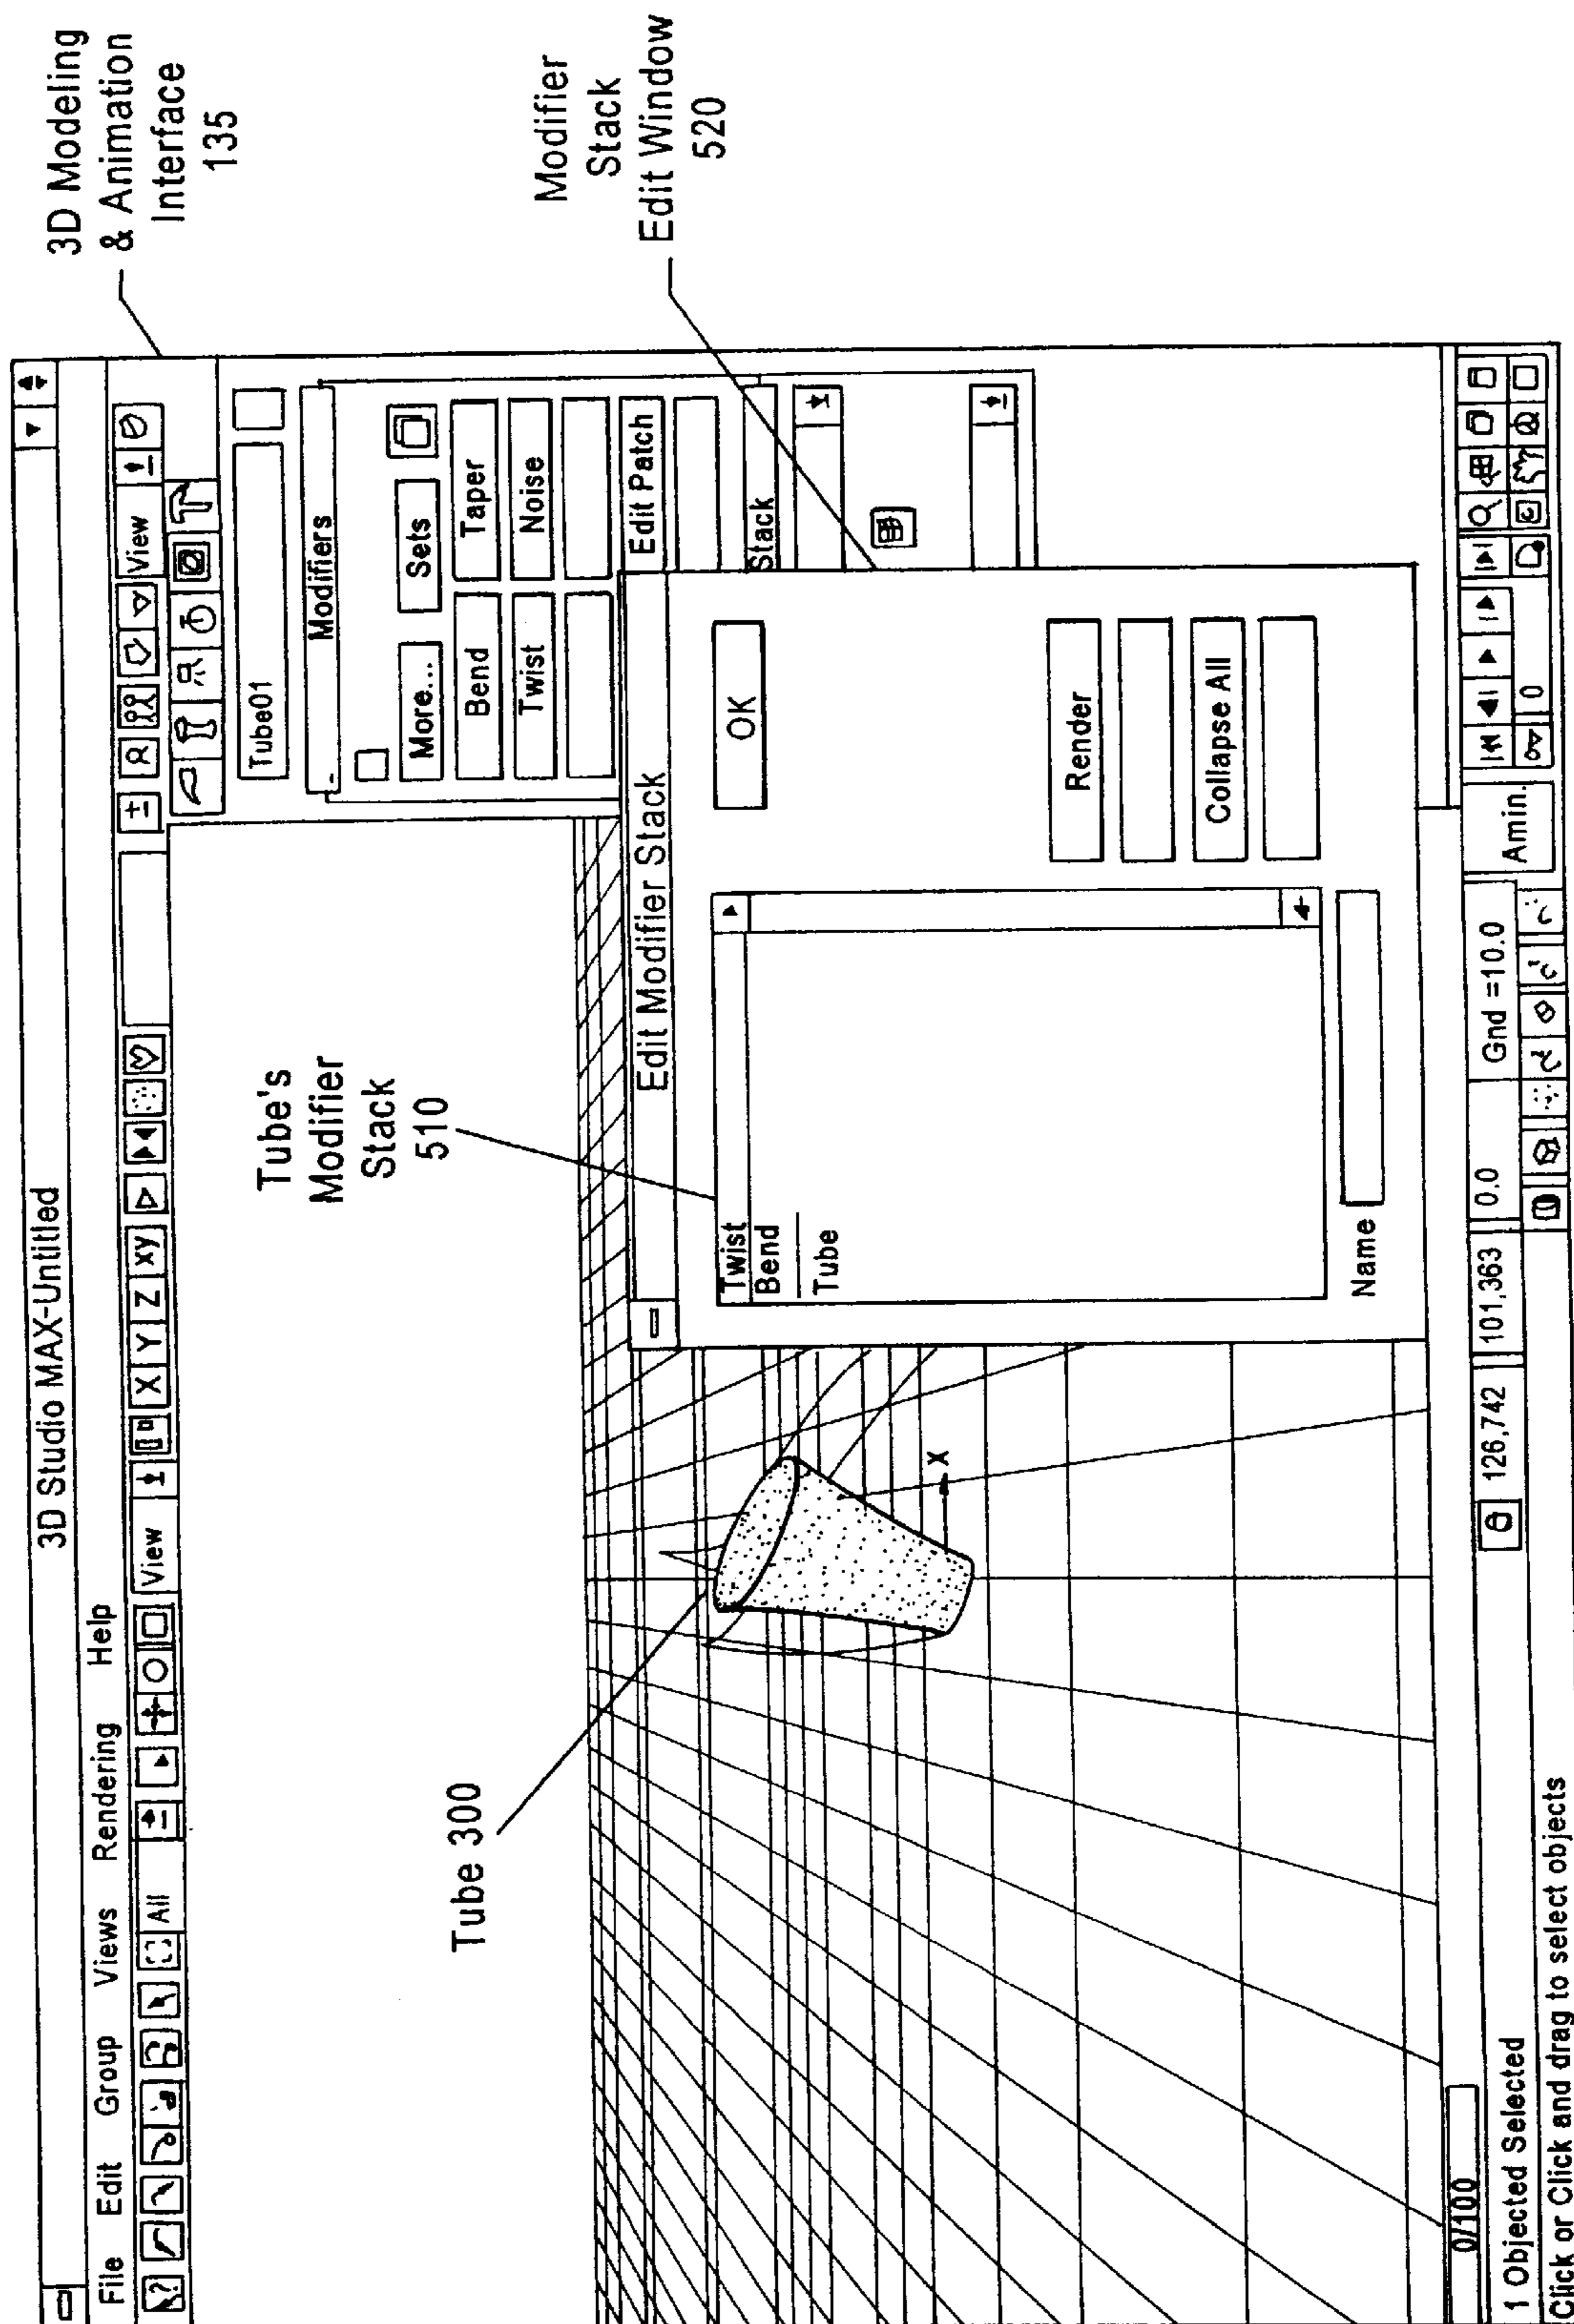 3D Modeling
& Animation
Interface
135
3D Studio MAX-Untitled
File Edit Group Views Rendering Help
All View X Y Z xy View
Tube01
Modifiers
More... Sets
Bend Taper
Twist Noise
Edit Patch
Stack
Modifier
Stack
Edit Window
520
Tube's
Modifier
Stack
510
Tube 300
Edit Modifier Stack
Twist
Bend
Tube
OK
Render
Collapse All
Name
X
0/100
1 Objected Selected
126,742 101,363 0.0 Gnd =10.0
Amin.
0
Click or Click and drag to select objects